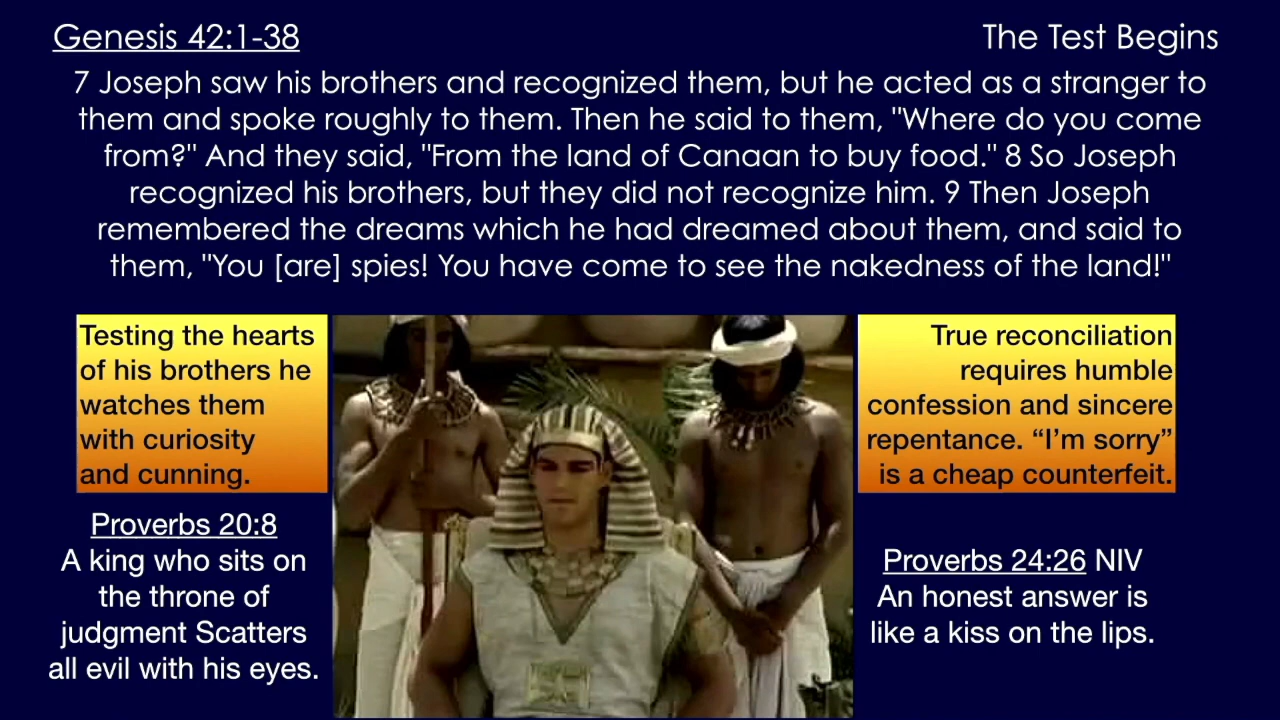 Genesis 42:1-38
The Test Begins
7 Joseph saw his brothers and recognized them, but he acted as a stranger to
them and spoke roughly to them. Then he said to them, "Where do you come
from?" And they said, "From the land of Canaan to buy food." 8 So Joseph
recognized his brothers, but they did not recognize him. 9 Then Joseph
remembered the dreams which he had dreamed about them, and said to
them, "You [are] spies! You have come to see the nakedness of the land!"
Testing the hearts
of his brothers he
watches them
with curiosity
and cunning.
True reconciliation
requires humble
confession and sincere
repentance. “I’m sorry”
is a cheap counterfeit.
Proverbs 20:8
A king who sits on
the throne of
judgment Scatters
all evil with his eyes.
Proverbs 24:26 NIV
An honest answer is
like a kiss on the lips.